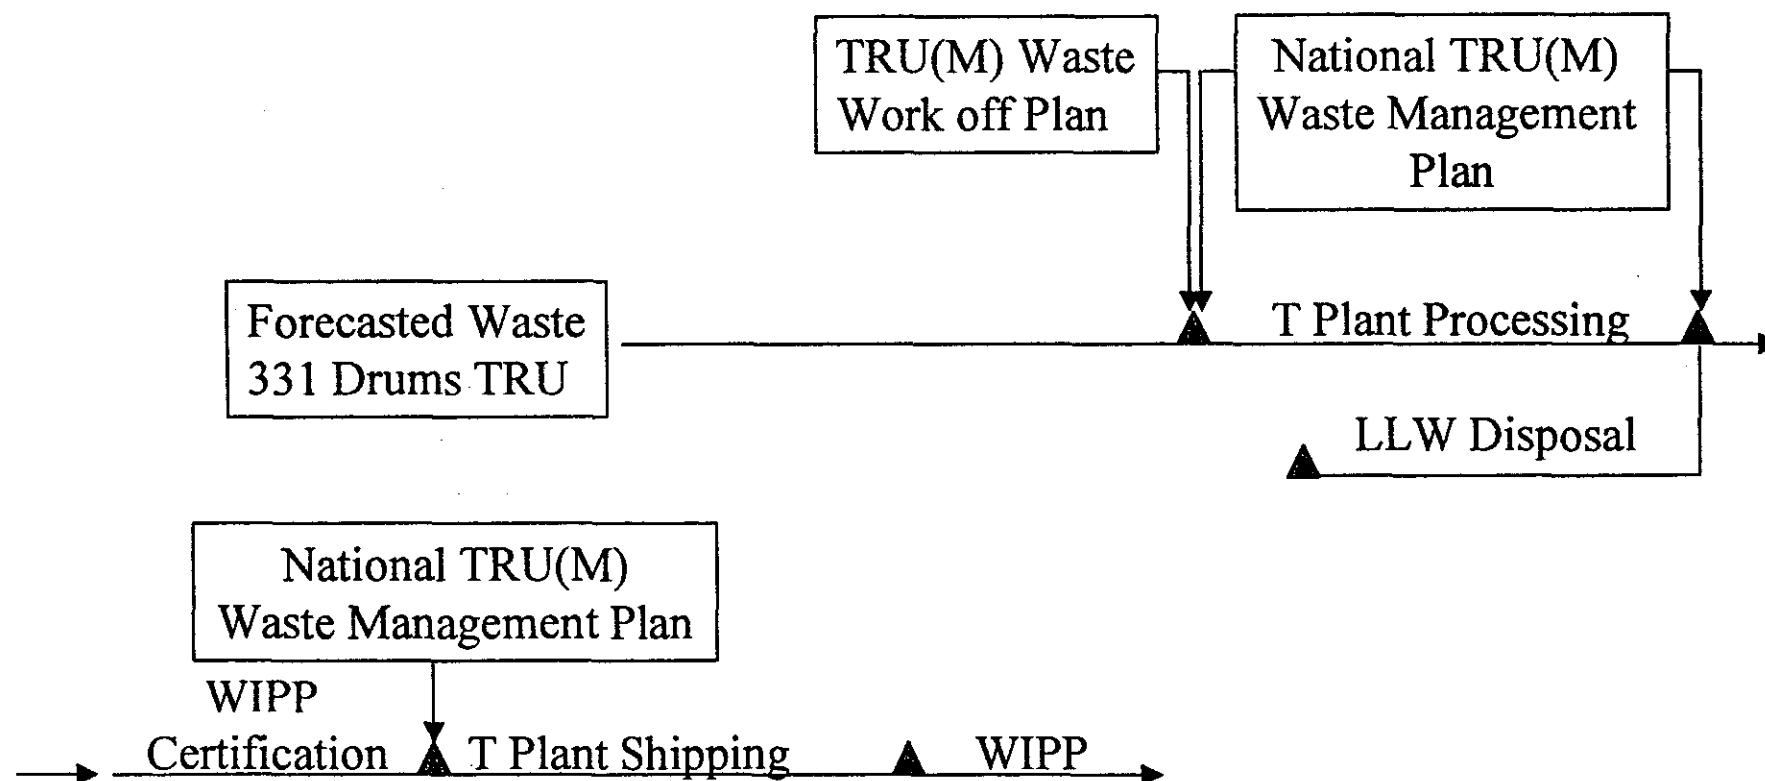 TRU(M) Waste
Work off Plan
National TRU(M)
Waste Management
Plan
Forecasted Waste
331 Drums TRU
T Plant Processing
LLW Disposal
National TRU(M)
Waste Management Plan
WIPP
Certification
T Plant Shipping
WIPP